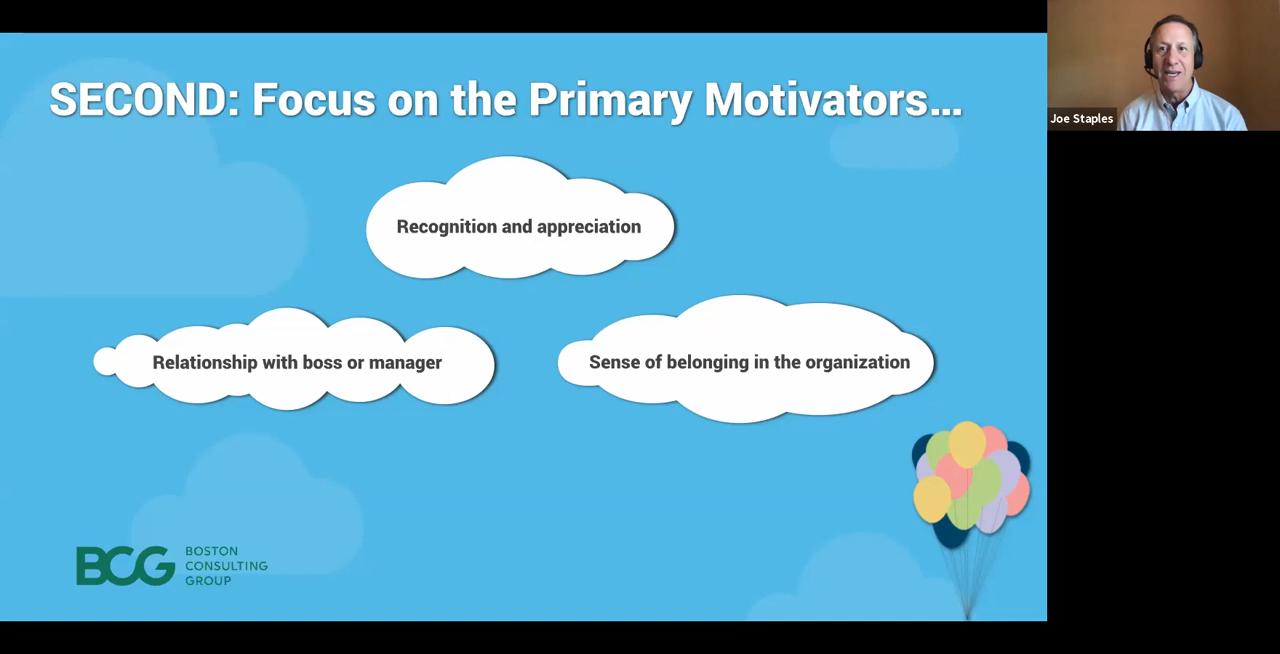 SECOND: Focus on the Primary Motivators…
Recognition and appreciation
Relationship with boss or manager
Sense of belonging in the organization
BCG
BOSTON
CONSULTING
GROUP
Joe Staples